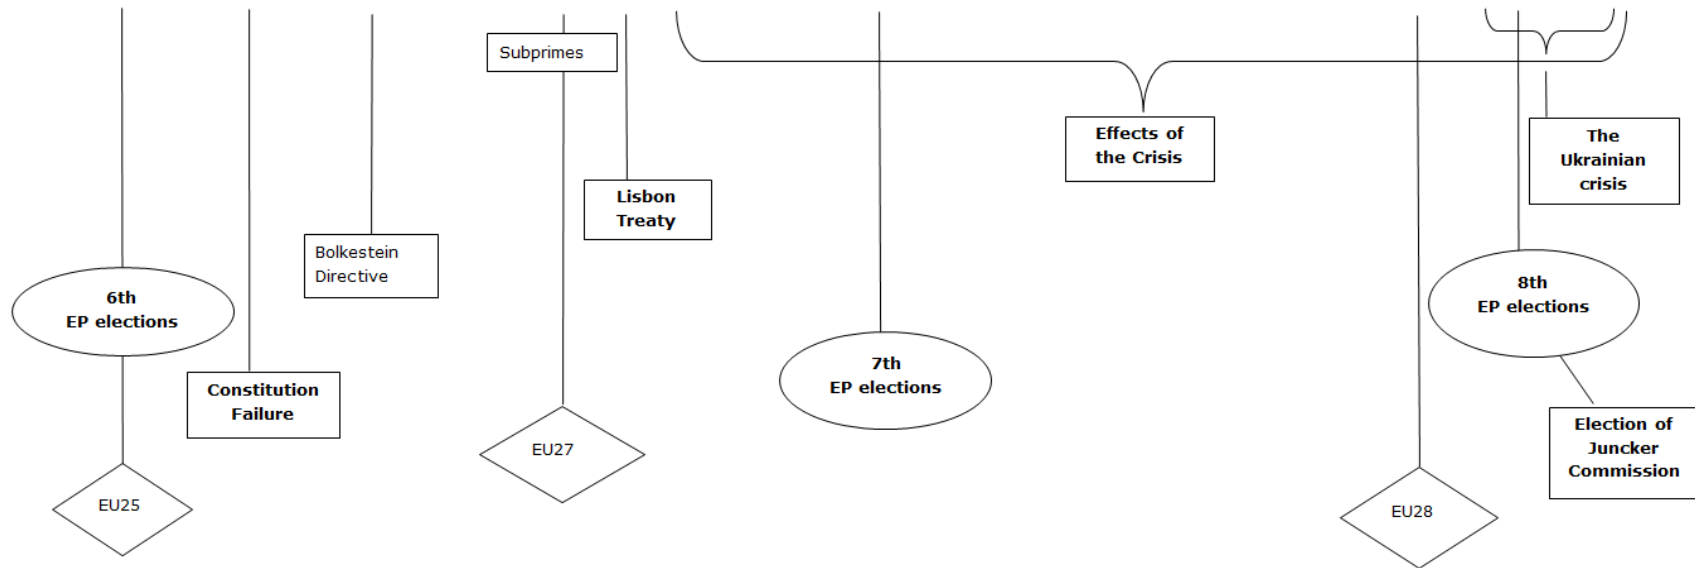 6th
EP elections
EU25
Constitution
Failure
Bolkestein
Directive
Subprimes
EU27
Lisbon
Treaty
7th
EP elections
Effects of
the Crisis
EU28
The
Ukrainian
crisis
8th
EP elections
Election of
Juncker
Commission